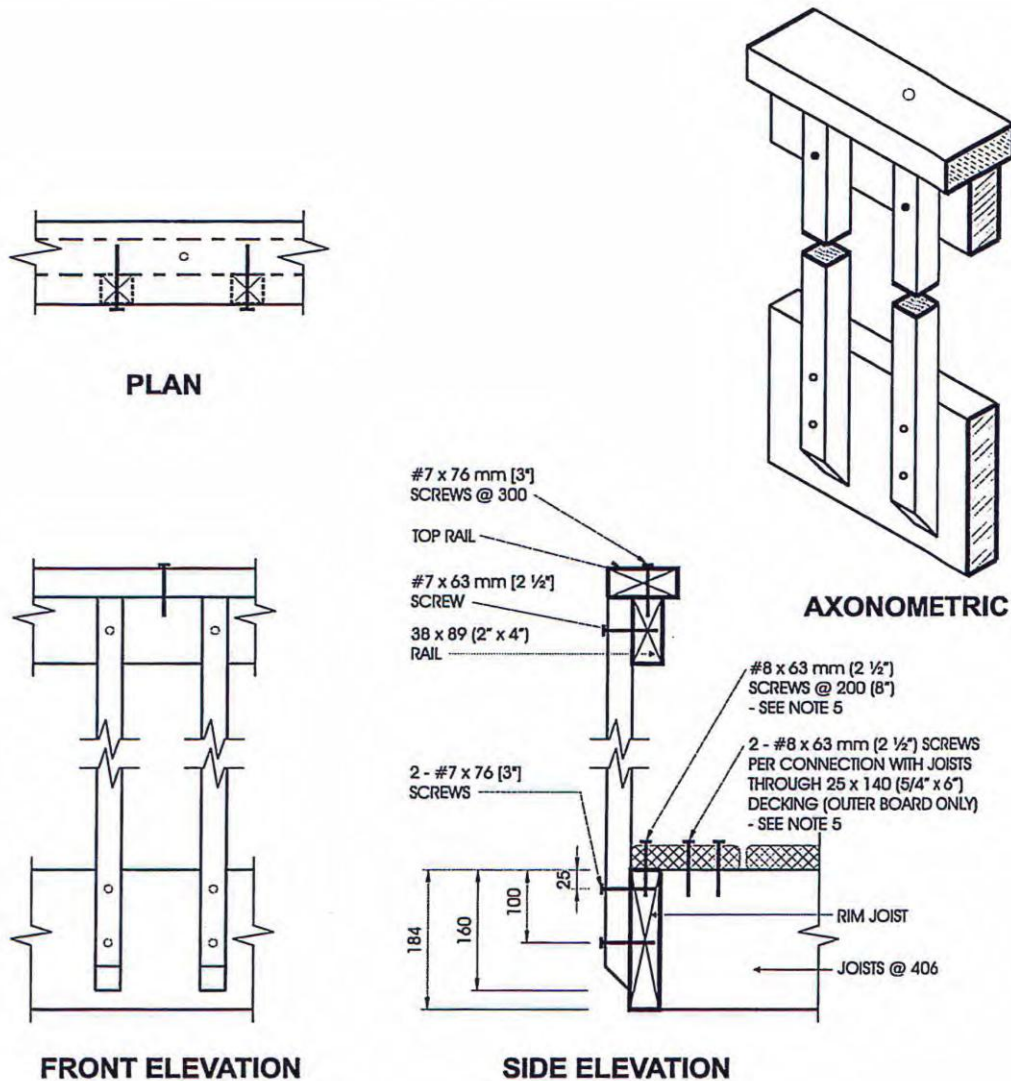 PLAN
#7 x 76 mm [3"]
SCREWS @ 300
TOP RAIL
#7 x 63 mm [2 ½"]
SCREW
38 x 89 (2" x 4")
RAIL
AXONOMETRIC
#8 x 63 mm (2 ½")
SCREWS @ 200 (8")
- SEE NOTE 5
2 - #8 x 63 mm (2 ½") SCREWS
PER CONNECTION WITH JOISTS
THROUGH 25 x 140 (5/4" x 6")
DECKING (OUTER BOARD ONLY)
- SEE NOTE 5
2 - #7 x 76 [3"]
SCREWS
25
100
160
184
RIM JOIST
JOISTS @ 406
FRONT ELEVATION
SIDE ELEVATION